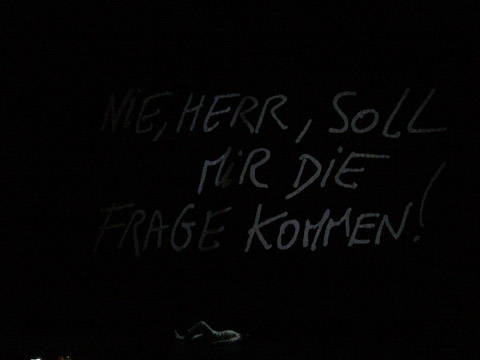 NIE, HERR, SOLL
MIR DIE
FRAGE KOMMEN!